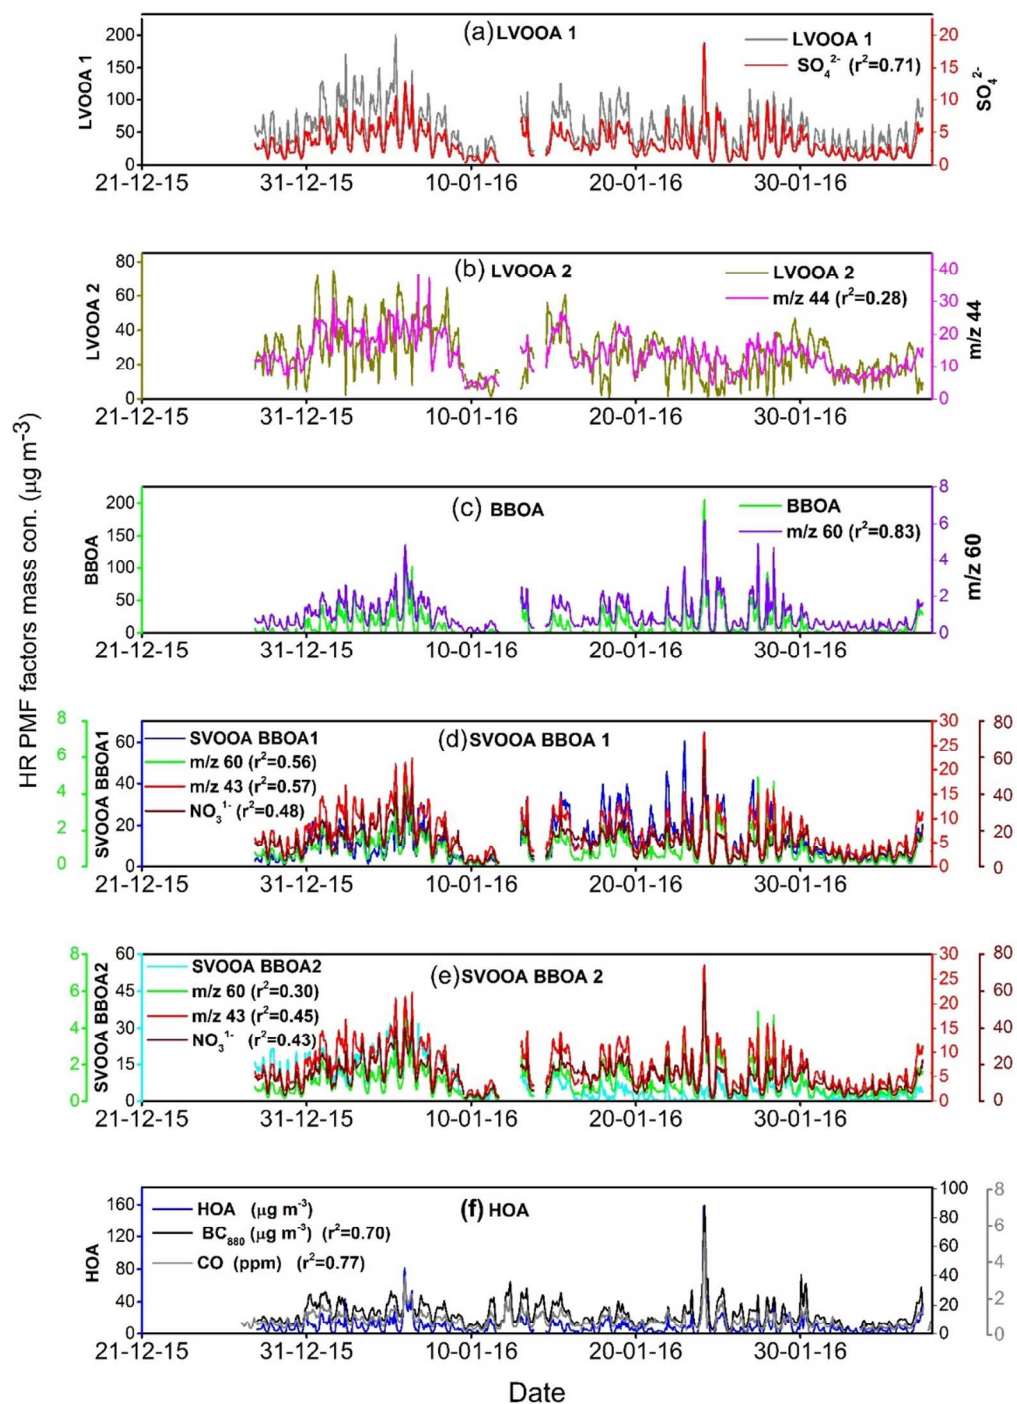 (a) LVOOA 1
LVOOA 1
SO₄²⁻ (r²=0.71)
LVOOA 1
200
150
100
50
0
20
15
10
5
0
SO₄²⁻
21-12-15 31-12-15 10-01-16 20-01-16 30-01-16
(b) LVOOA 2
LVOOA 2
m/z 44 (r²=0.28)
LVOOA 2
80
60
40
20
0
40
30
20
10
0
m/z 44
21-12-15 31-12-15 10-01-16 20-01-16 30-01-16
HR PMF factors mass con. (μg m⁻³)
(c) BBOA
BBOA
m/z 60 (r²=0.83)
BBOA
200
150
100
50
0
8
6
4
2
0
m/z 60
21-12-15 31-12-15 10-01-16 20-01-16 30-01-16
(d) SVOOA BBOA 1
SVOOA BBOA1
m/z 60 (r²=0.56)
m/z 43 (r²=0.57)
NO₃¹⁻ (r²=0.48)
8
6
4
2
0
SVOOA BBOA1
60
40
20
0
30
25
20
15
10
5
0
80
60
40
20
0
21-12-15 31-12-15 10-01-16 20-01-16 30-01-16
(e) SVOOA BBOA 2
SVOOA BBOA2
m/z 60 (r²=0.30)
m/z 43 (r²=0.45)
NO₃¹⁻ (r²=0.43)
8
6
4
2
0
SVOOA BBOA2
60
45
30
15
0
30
25
20
15
10
5
0
80
60
40
20
0
21-12-15 31-12-15 10-01-16 20-01-16 30-01-16
(f) HOA
HOA (μg m⁻³)
BC₈₈₀ (μg m⁻³) (r²=0.70)
CO (ppm) (r²=0.77)
HOA
160
120
80
40
0
100
80
60
40
20
0
8
6
4
2
0
21-12-15 31-12-15 10-01-16 20-01-16 30-01-16
Date